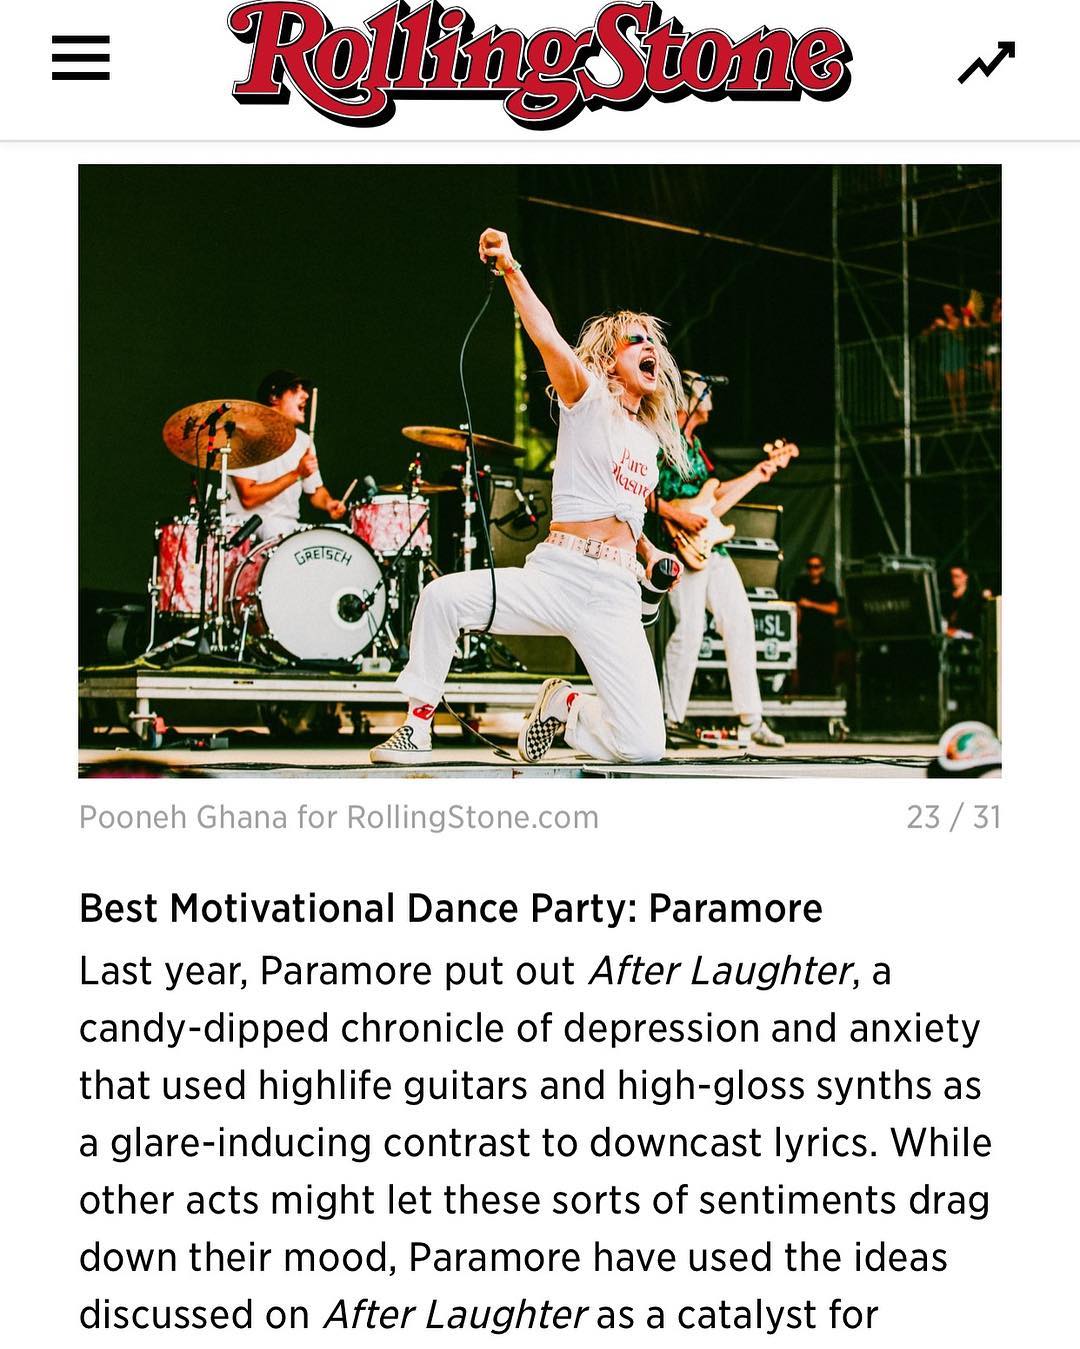 RollingStone
Pure
Pleasure
GRETSCH
SL
Pooneh Ghana for RollingStone.com
23 / 31
Best Motivational Dance Party: Paramore
Last year, Paramore put out After Laughter, a
candy-dipped chronicle of depression and anxiety
that used highlife guitars and high-gloss synths as
a glare-inducing contrast to downcast lyrics. While
other acts might let these sorts of sentiments drag
down their mood, Paramore have used the ideas
discussed on After Laughter as a catalyst for